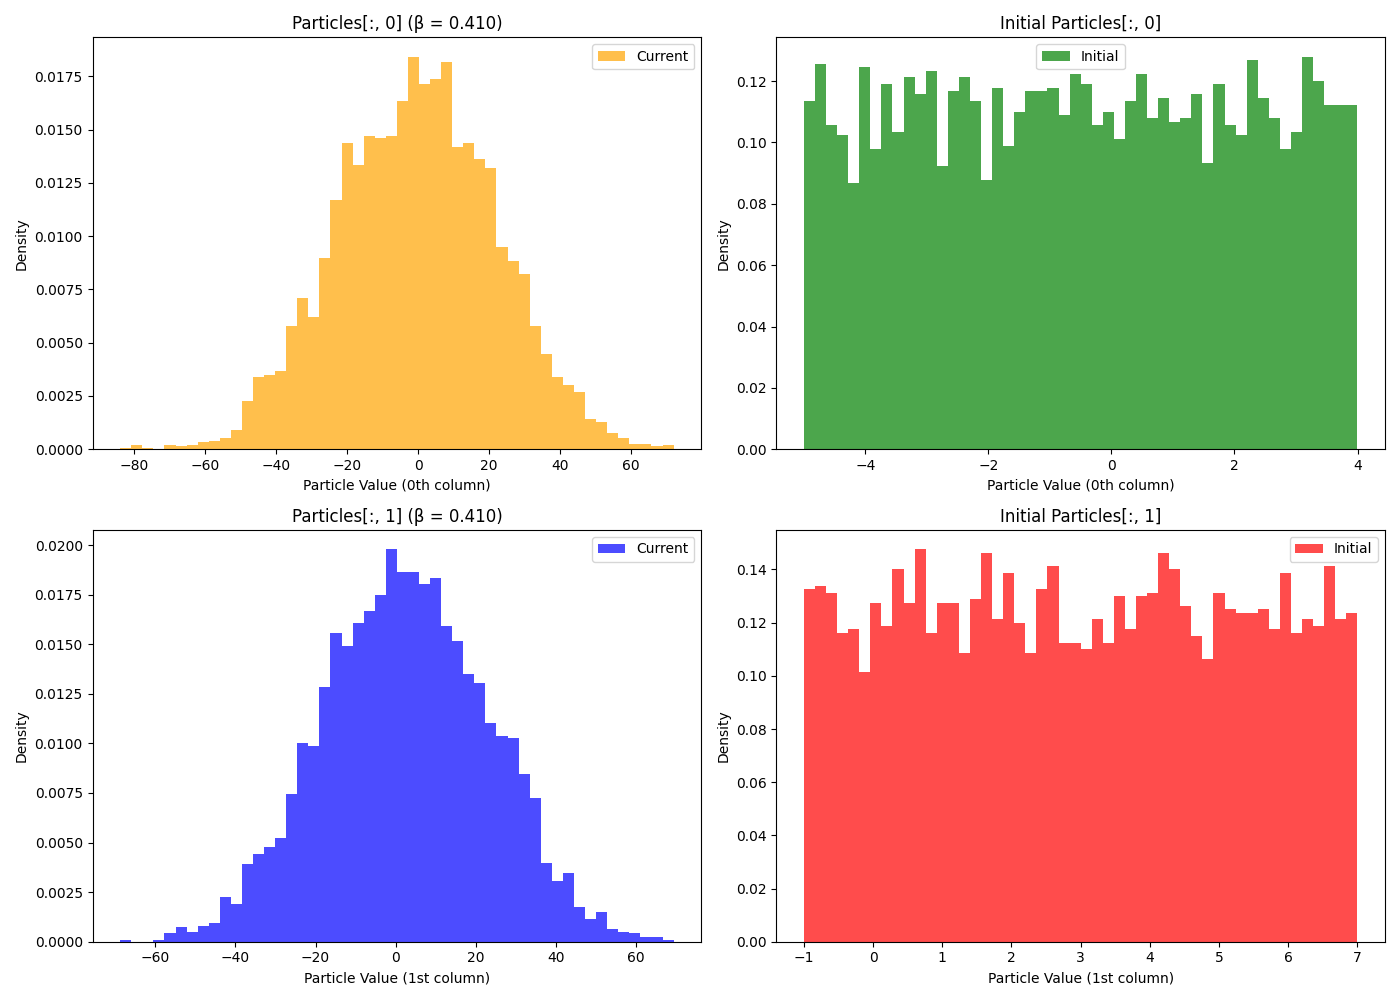 Particles[:, 0] (β = 0.410)
Current
0.0175
0.0150
0.0125
0.0100
0.0075
0.0050
0.0025
0.0000
Density
−80 −60 −40 −20 0 20 40 60
Particle Value (0th column)
Initial Particles[:, 0]
Initial
0.12
0.10
0.08
0.06
0.04
0.02
0.00
Density
−4 −2 0 2 4
Particle Value (0th column)
Particles[:, 1] (β = 0.410)
Current
0.0200
0.0175
0.0150
0.0125
0.0100
0.0075
0.0050
0.0025
0.0000
Density
−60 −40 −20 0 20 40 60
Particle Value (1st column)
Initial Particles[:, 1]
Initial
0.14
0.12
0.10
0.08
0.06
0.04
0.02
0.00
Density
−1 0 1 2 3 4 5 6 7
Particle Value (1st column)